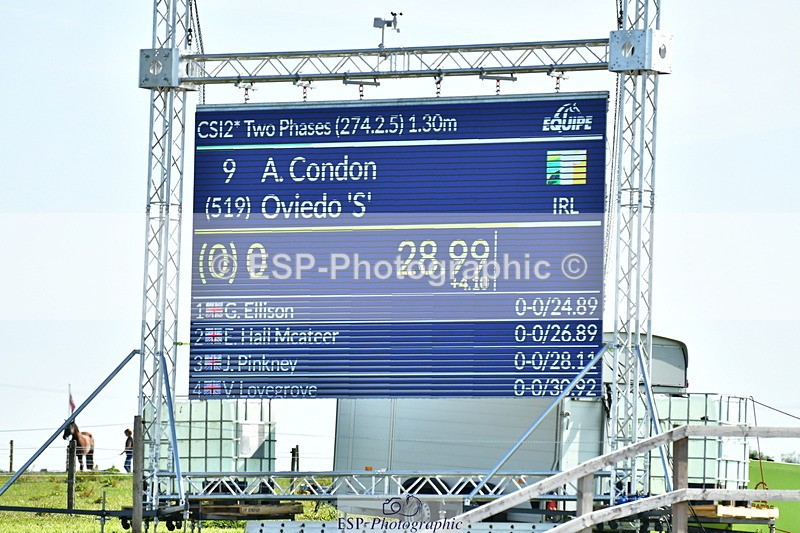 CSI2* Two Phases (274.2.5) 1.30m
EQUIPE
9 A. Condon
(519) Oviedo 'S' IRL
(0) 0 28.99
+4.10
© ESP-Photographic ©
1 G. Ellison 0-0/24.89
2 E. Hall Mcateer 0-0/26.89
3 J. Pinkney 0-0/28.11
4 V. Lovegrove 0-0/30.92
ESP-Photographic